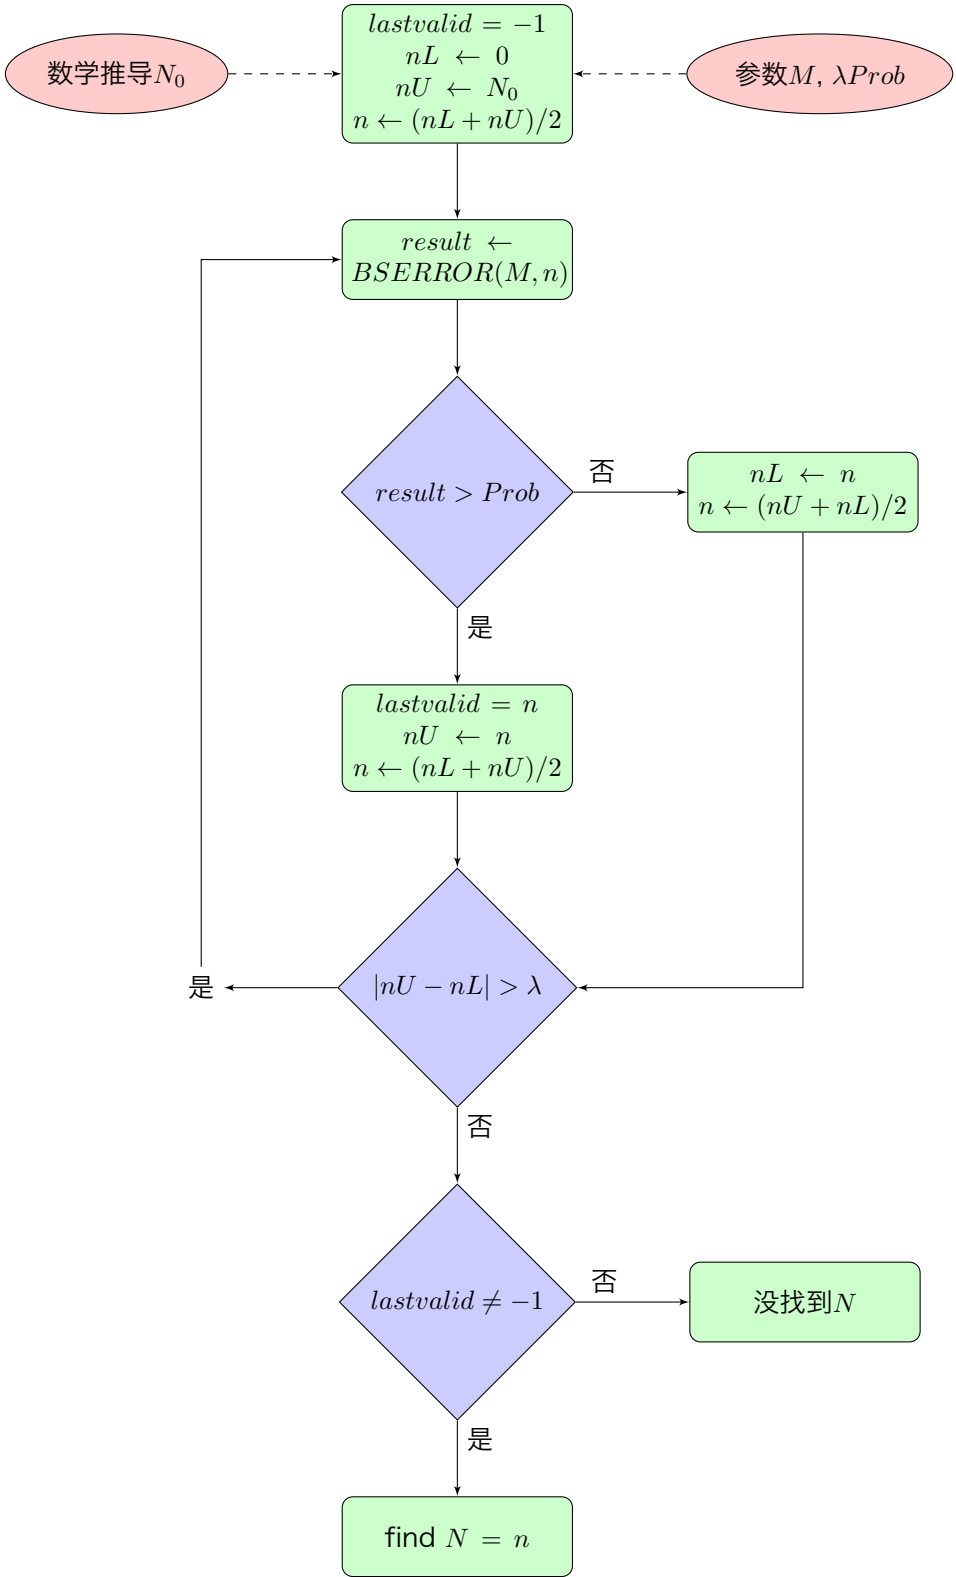 lastvalid = −1
nL ← 0
nU ← N₀
n ← (nL + nU)/2
数学推导N₀
参数M, λProb
result ←
BSERROR(M, n)
result > Prob
否
nL ← n
n ← (nU + nL)/2
是
lastvalid = n
nU ← n
n ← (nL + nU)/2
|nU − nL| > λ
是
否
lastvalid ≠ −1
否
没找到N
是
find N = n